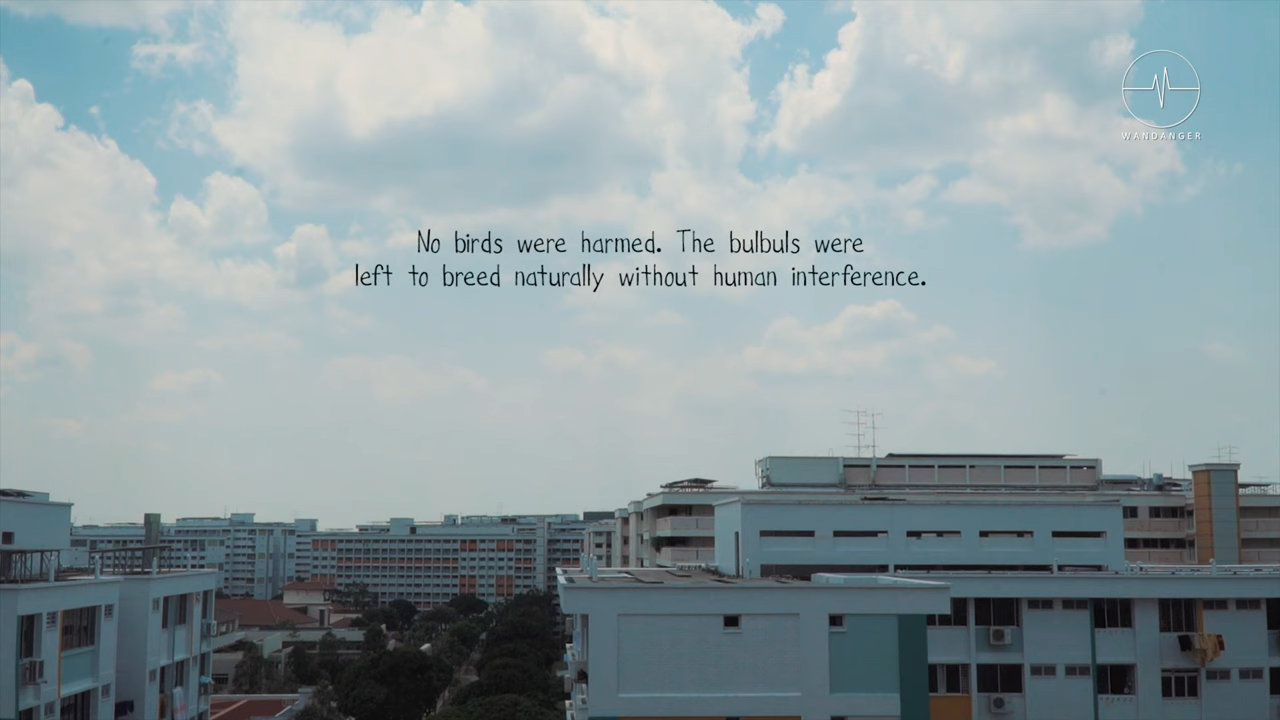 WANDANGER
No birds were harmed. The bulbuls were
left to breed naturally without human interference.